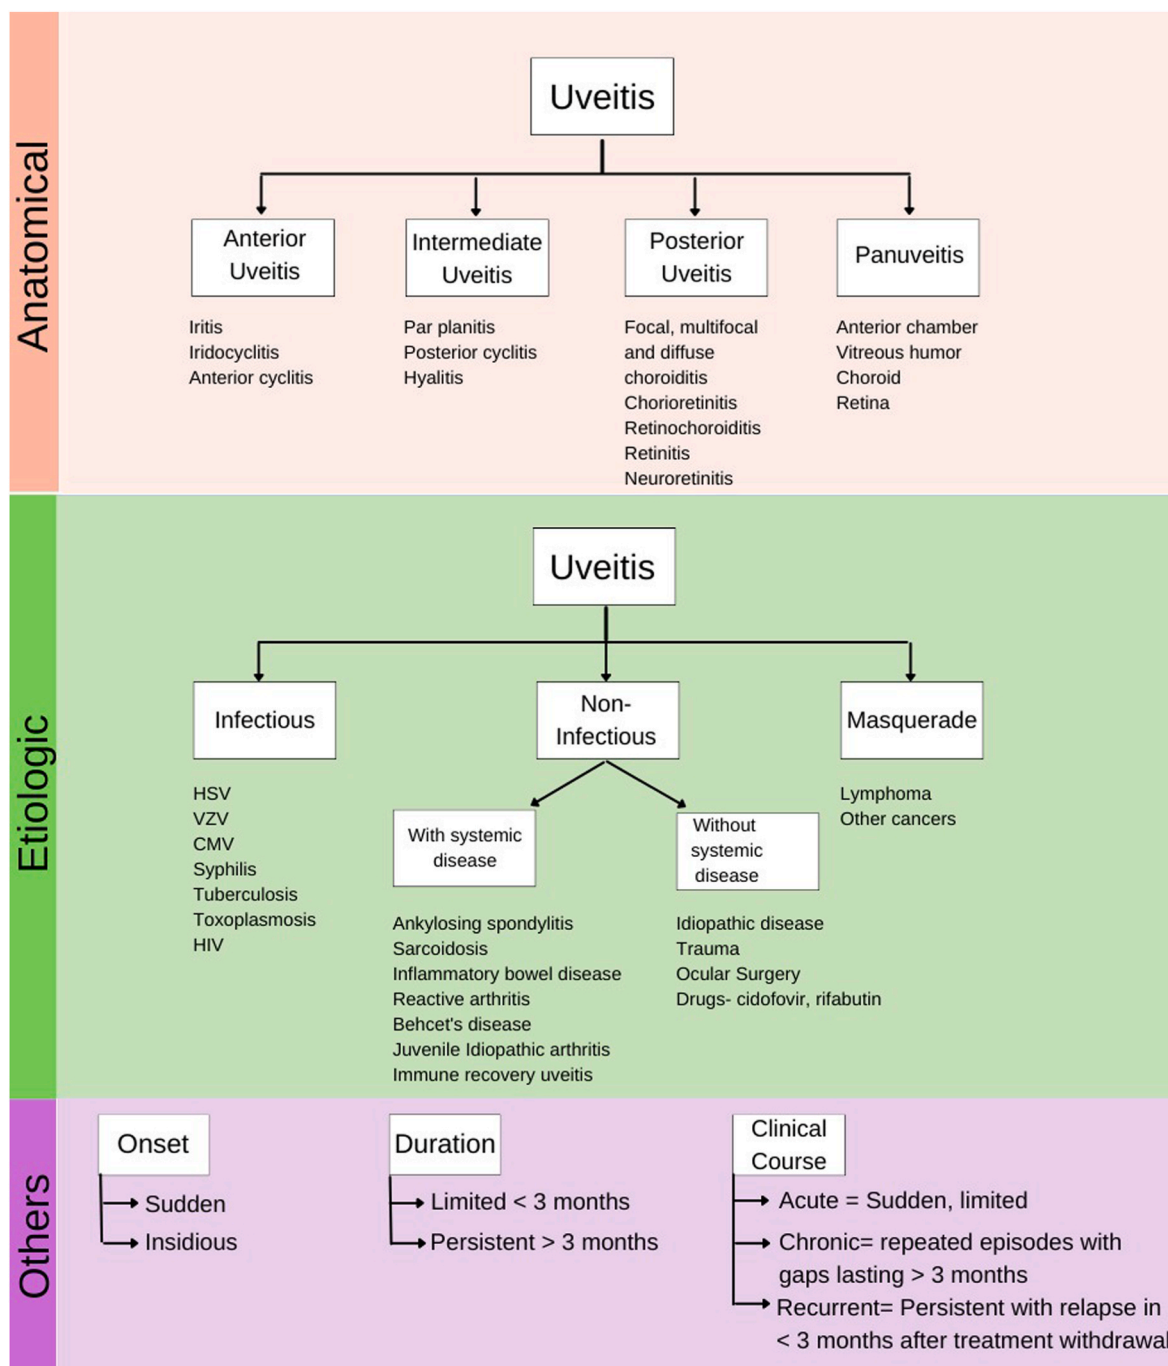 Anatomical
Uveitis
Anterior
Uveitis
Iritis
Iridocyclitis
Anterior cyclitis
Intermediate
Uveitis
Par planitis
Posterior cyclitis
Hyalitis
Posterior
Uveitis
Focal, multifocal
and diffuse
choroiditis
Chorioretinitis
Retinochoroiditis
Retinitis
Neuroretinitis
Panuveitis
Anterior chamber
Vitreous humor
Choroid
Retina
Etiologic
Uveitis
Infectious
HSV
VZV
CMV
Syphilis
Tuberculosis
Toxoplasmosis
HIV
Non-
Infectious
With systemic
disease
Ankylosing spondylitis
Sarcoidosis
Inflammatory bowel disease
Reactive arthritis
Behcet's disease
Juvenile Idiopathic arthritis
Immune recovery uveitis
Without
systemic
disease
Idiopathic disease
Trauma
Ocular Surgery
Drugs- cidofovir, rifabutin
Masquerade
Lymphoma
Other cancers
Others
Onset
Sudden
Insidious
Duration
Limited < 3 months
Persistent > 3 months
Clinical
Course
Acute = Sudden, limited
Chronic= repeated episodes with
gaps lasting > 3 months
Recurrent= Persistent with relapse in
< 3 months after treatment withdrawal